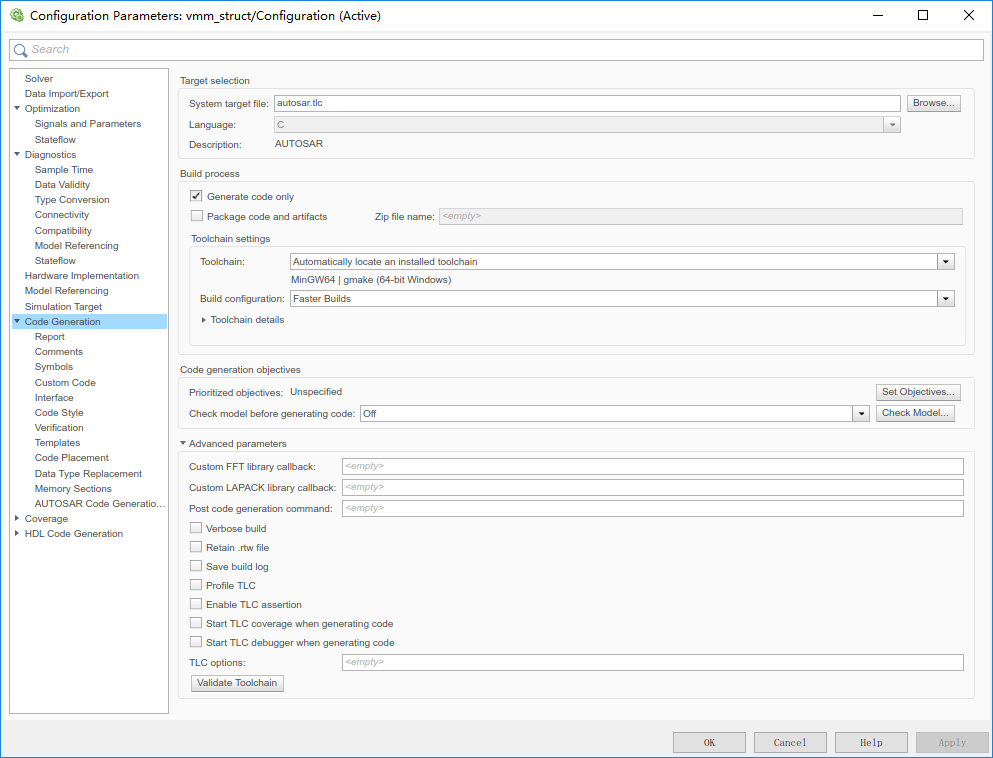 Configuration Parameters: vmm_struct/Configuration (Active)
Search
Solver
Data Import/Export
Optimization
Signals and Parameters
Stateflow
Diagnostics
Sample Time
Data Validity
Type Conversion
Connectivity
Compatibility
Model Referencing
Stateflow
Hardware Implementation
Model Referencing
Simulation Target
Code Generation
Report
Comments
Symbols
Custom Code
Interface
Code Style
Verification
Templates
Code Placement
Data Type Replacement
Memory Sections
AUTOSAR Code Generatio...
Coverage
HDL Code Generation
Target selection
System target file: autosar.tlc Browse...
Language: C
Description: AUTOSAR
Build process
Generate code only
Package code and artifacts Zip file name: <empty>
Toolchain settings
Toolchain: Automatically locate an installed toolchain
MinGW64 | gmake (64-bit Windows)
Build configuration: Faster Builds
Toolchain details
Code generation objectives
Prioritized objectives: Unspecified Set Objectives...
Check model before generating code: Off Check Model...
Advanced parameters
Custom FFT library callback: <empty>
Custom LAPACK library callback: <empty>
Post code generation command: <empty>
Verbose build
Retain .rtw file
Save build log
Profile TLC
Enable TLC assertion
Start TLC coverage when generating code
Start TLC debugger when generating code
TLC options: <empty>
Validate Toolchain
OK Cancel Help Apply